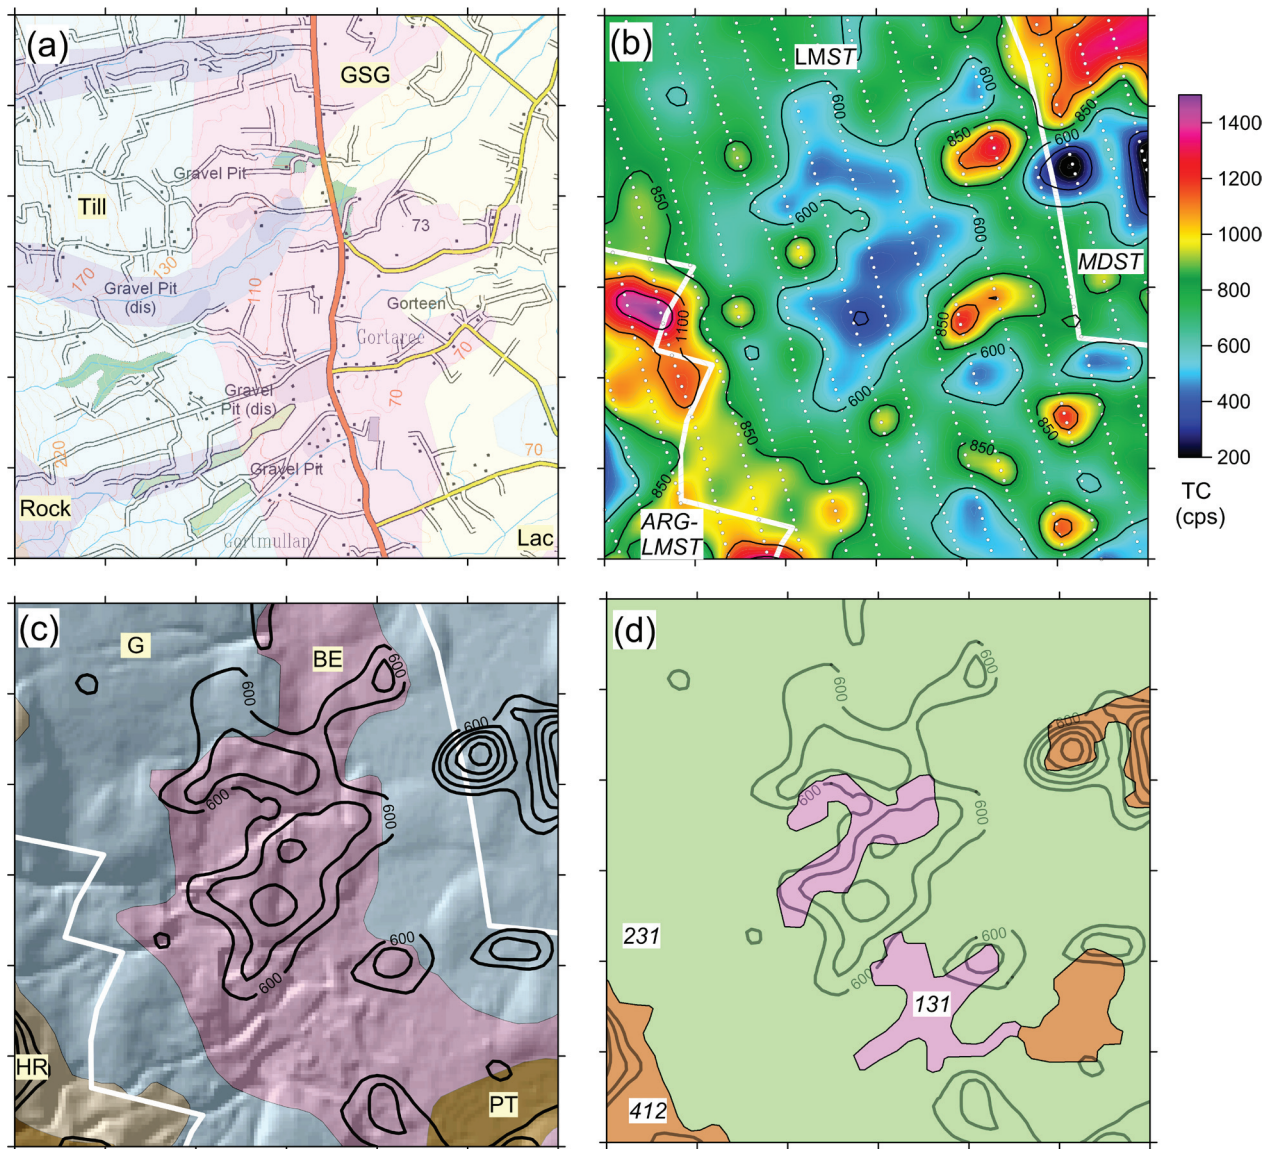 (a)
GSG
Gravel Pit
Till
73
170
130
110
Gravel Pit
(dis)
Gorteen
Gortaree
70
Gravel
Pit (dis)
70
220
Gravel Pit
70
Rock
Gortmullan
Lac
(b)
LMST
600
600
850
850
600
850
600
600
MDST
1100
850
600
600
850
850
850
850
ARG-
LMST
1400
1200
1000
800
600
400
200
TC
(cps)
(c)
G
BE
600
600
600
600
600
600
600
HR
PT
(d)
600
600
600
600
600
600
600
231
131
412